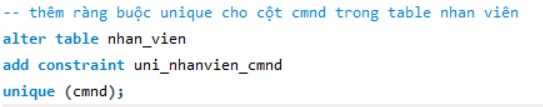 -- thêm ràng buộc unique cho cột cmnd trong table nhan viên
alter table nhan_vien
add constraint uni_nhanvien_cmnd
unique (cmnd);